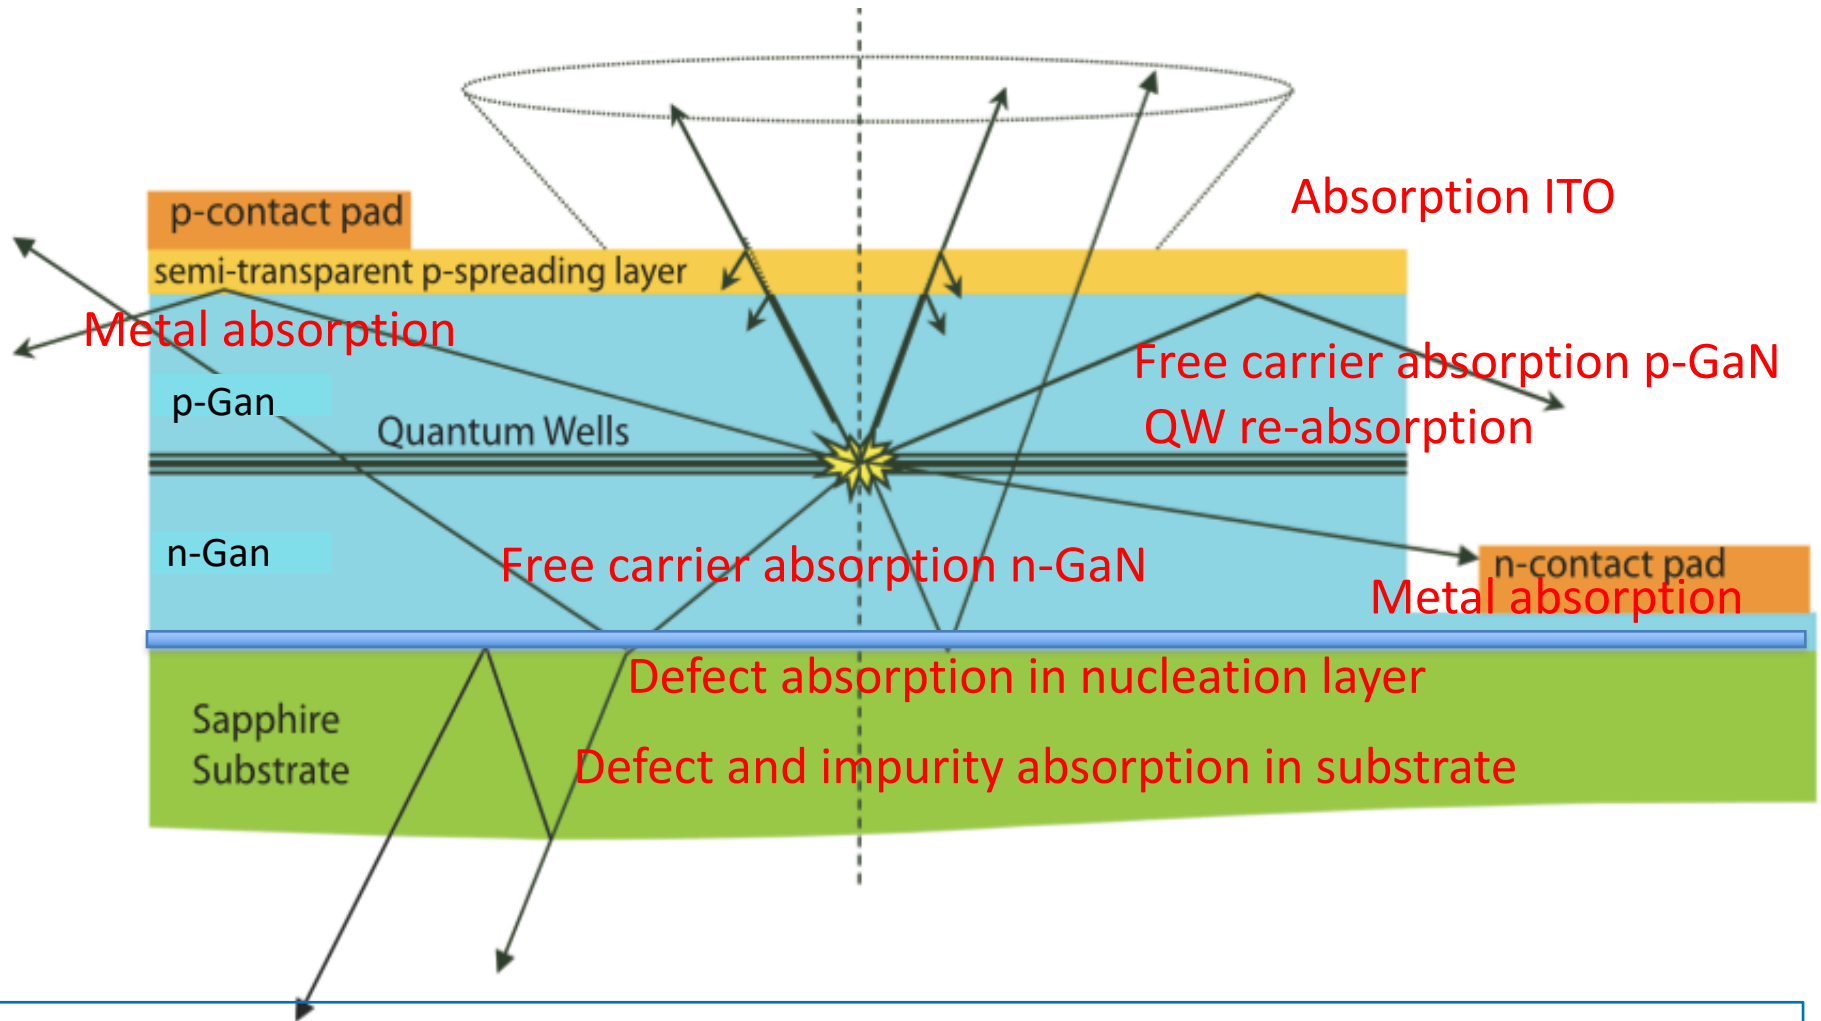 Absorption ITO
p-contact pad
semi-transparent p-spreading layer
Metal absorption
Free carrier absorption p-GaN
p-Gan
QW re-absorption
Quantum Wells
n-Gan
Free carrier absorption n-GaN
n-contact pad
Metal absorption
Defect absorption in nucleation layer
Sapphire
Substrate
Defect and impurity absorption in substrate